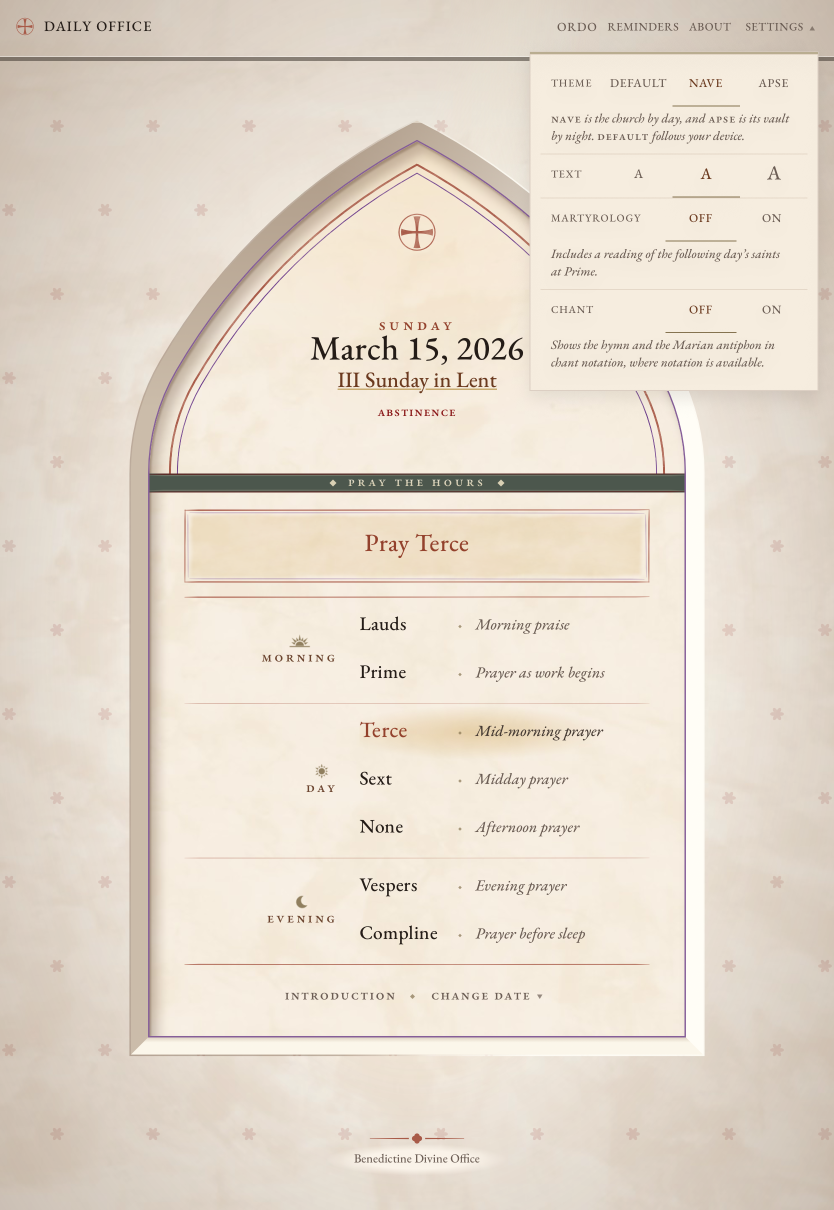 DAILY OFFICE
ORDO REMINDERS ABOUT SETTINGS ▲
THEME DEFAULT NAVE APSE
NAVE is the church by day, and APSE is its vault
by night. DEFAULT follows your device.
TEXT A A A
MARTYROLOGY OFF ON
Includes a reading of the following day's saints
at Prime.
CHANT OFF ON
Shows the hymn and the Marian antiphon in
chant notation, where notation is available.
SUNDAY
March 15, 2026
III Sunday in Lent
ABSTINENCE
◆ PRAY THE HOURS ◆
Pray Terce
MORNING
Lauds • Morning praise
Prime • Prayer as work begins
DAY
Terce • Mid-morning prayer
Sext • Midday prayer
None • Afternoon prayer
EVENING
Vespers • Evening prayer
Compline • Prayer before sleep
INTRODUCTION ◆ CHANGE DATE ▼
Benedictine Divine Office